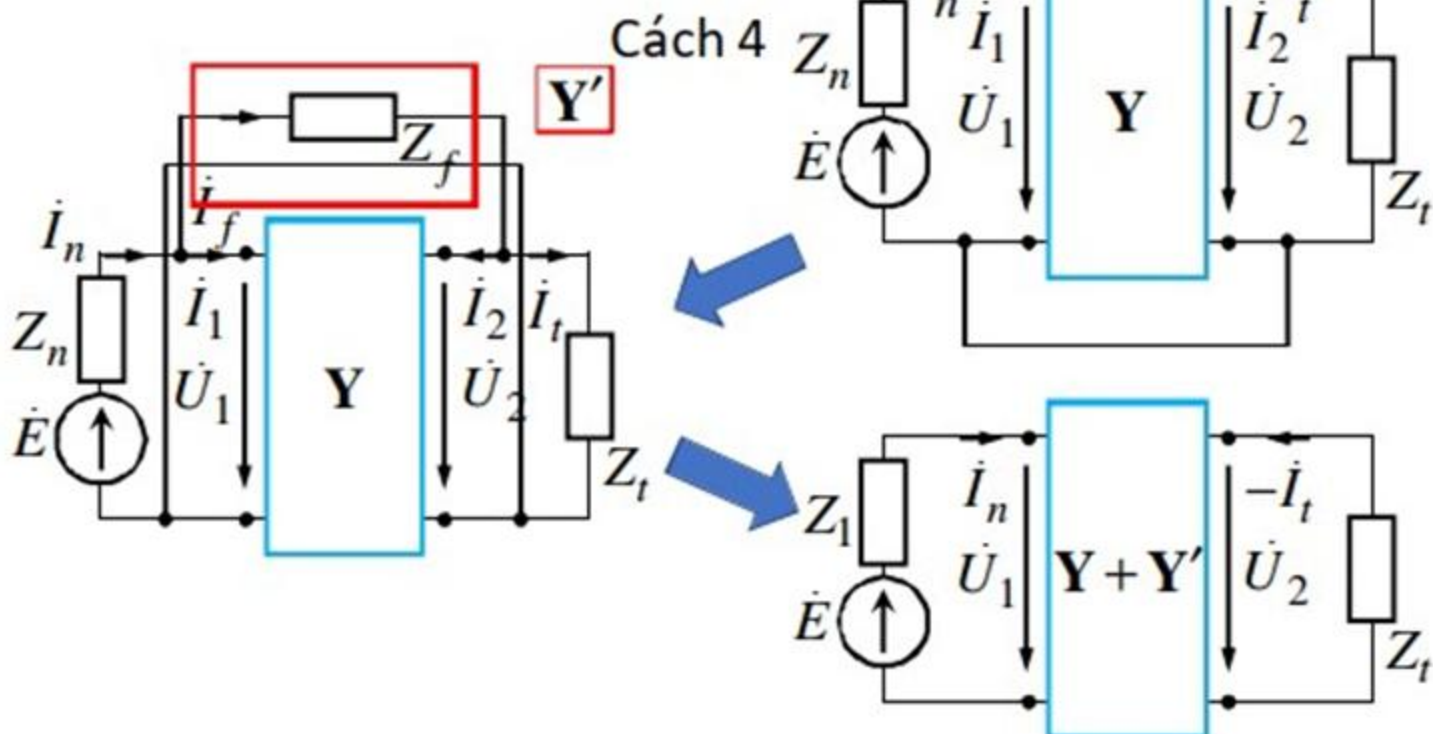 Cách 4
Y′
Z_f
İ_f
İ_n
Z_n
İ_1
İ_2
İ_t
U̇_1
Y
U̇_2
Ė
Z_t
n
t
Z_n
İ_1
İ_2
U̇_1
Y
U̇_2
Ė
Z_t
Z_1
İ_n
−İ_t
U̇_1
Y + Y′
U̇_2
Ė
Z_t